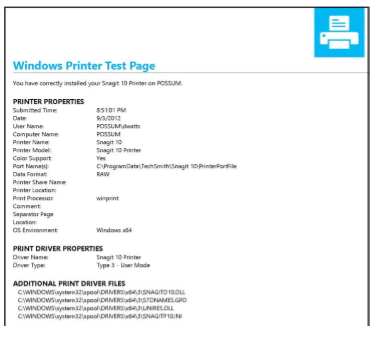 Windows Printer Test Page
You have correctly installed your Snagit 10 Printer on POSSUM.
PRINTER PROPERTIES
Submitted Time: 8:51:01 PM
Date: 9/3/2012
User Name: POSSUM\dwatts
Computer Name: POSSUM
Printer Name: Snagit 10
Printer Model: Snagit 10 Printer
Color Support: Yes
Port Name(s): C:\ProgramData\TechSmith\Snagit 10\PrinterPortFile
Data Format: RAW
Printer Share Name:
Printer Location:
Print Processor: winprint
Comment:
Separator Page
Location:
OS Environment: Windows x64
PRINT DRIVER PROPERTIES
Driver Name: Snagit 10 Printer
Driver Type: Type 3 - User Mode
ADDITIONAL PRINT DRIVER FILES
C:\WINDOWS\system32\spool\DRIVERS\x64\3\SNAGITD10.DLL
C:\WINDOWS\system32\spool\DRIVERS\x64\3\STDNAMES.GPD
C:\WINDOWS\system32\spool\DRIVERS\x64\3\UNIRES.DLL
C:\WINDOWS\system32\spool\DRIVERS\x64\3\SNAGITP10.INI